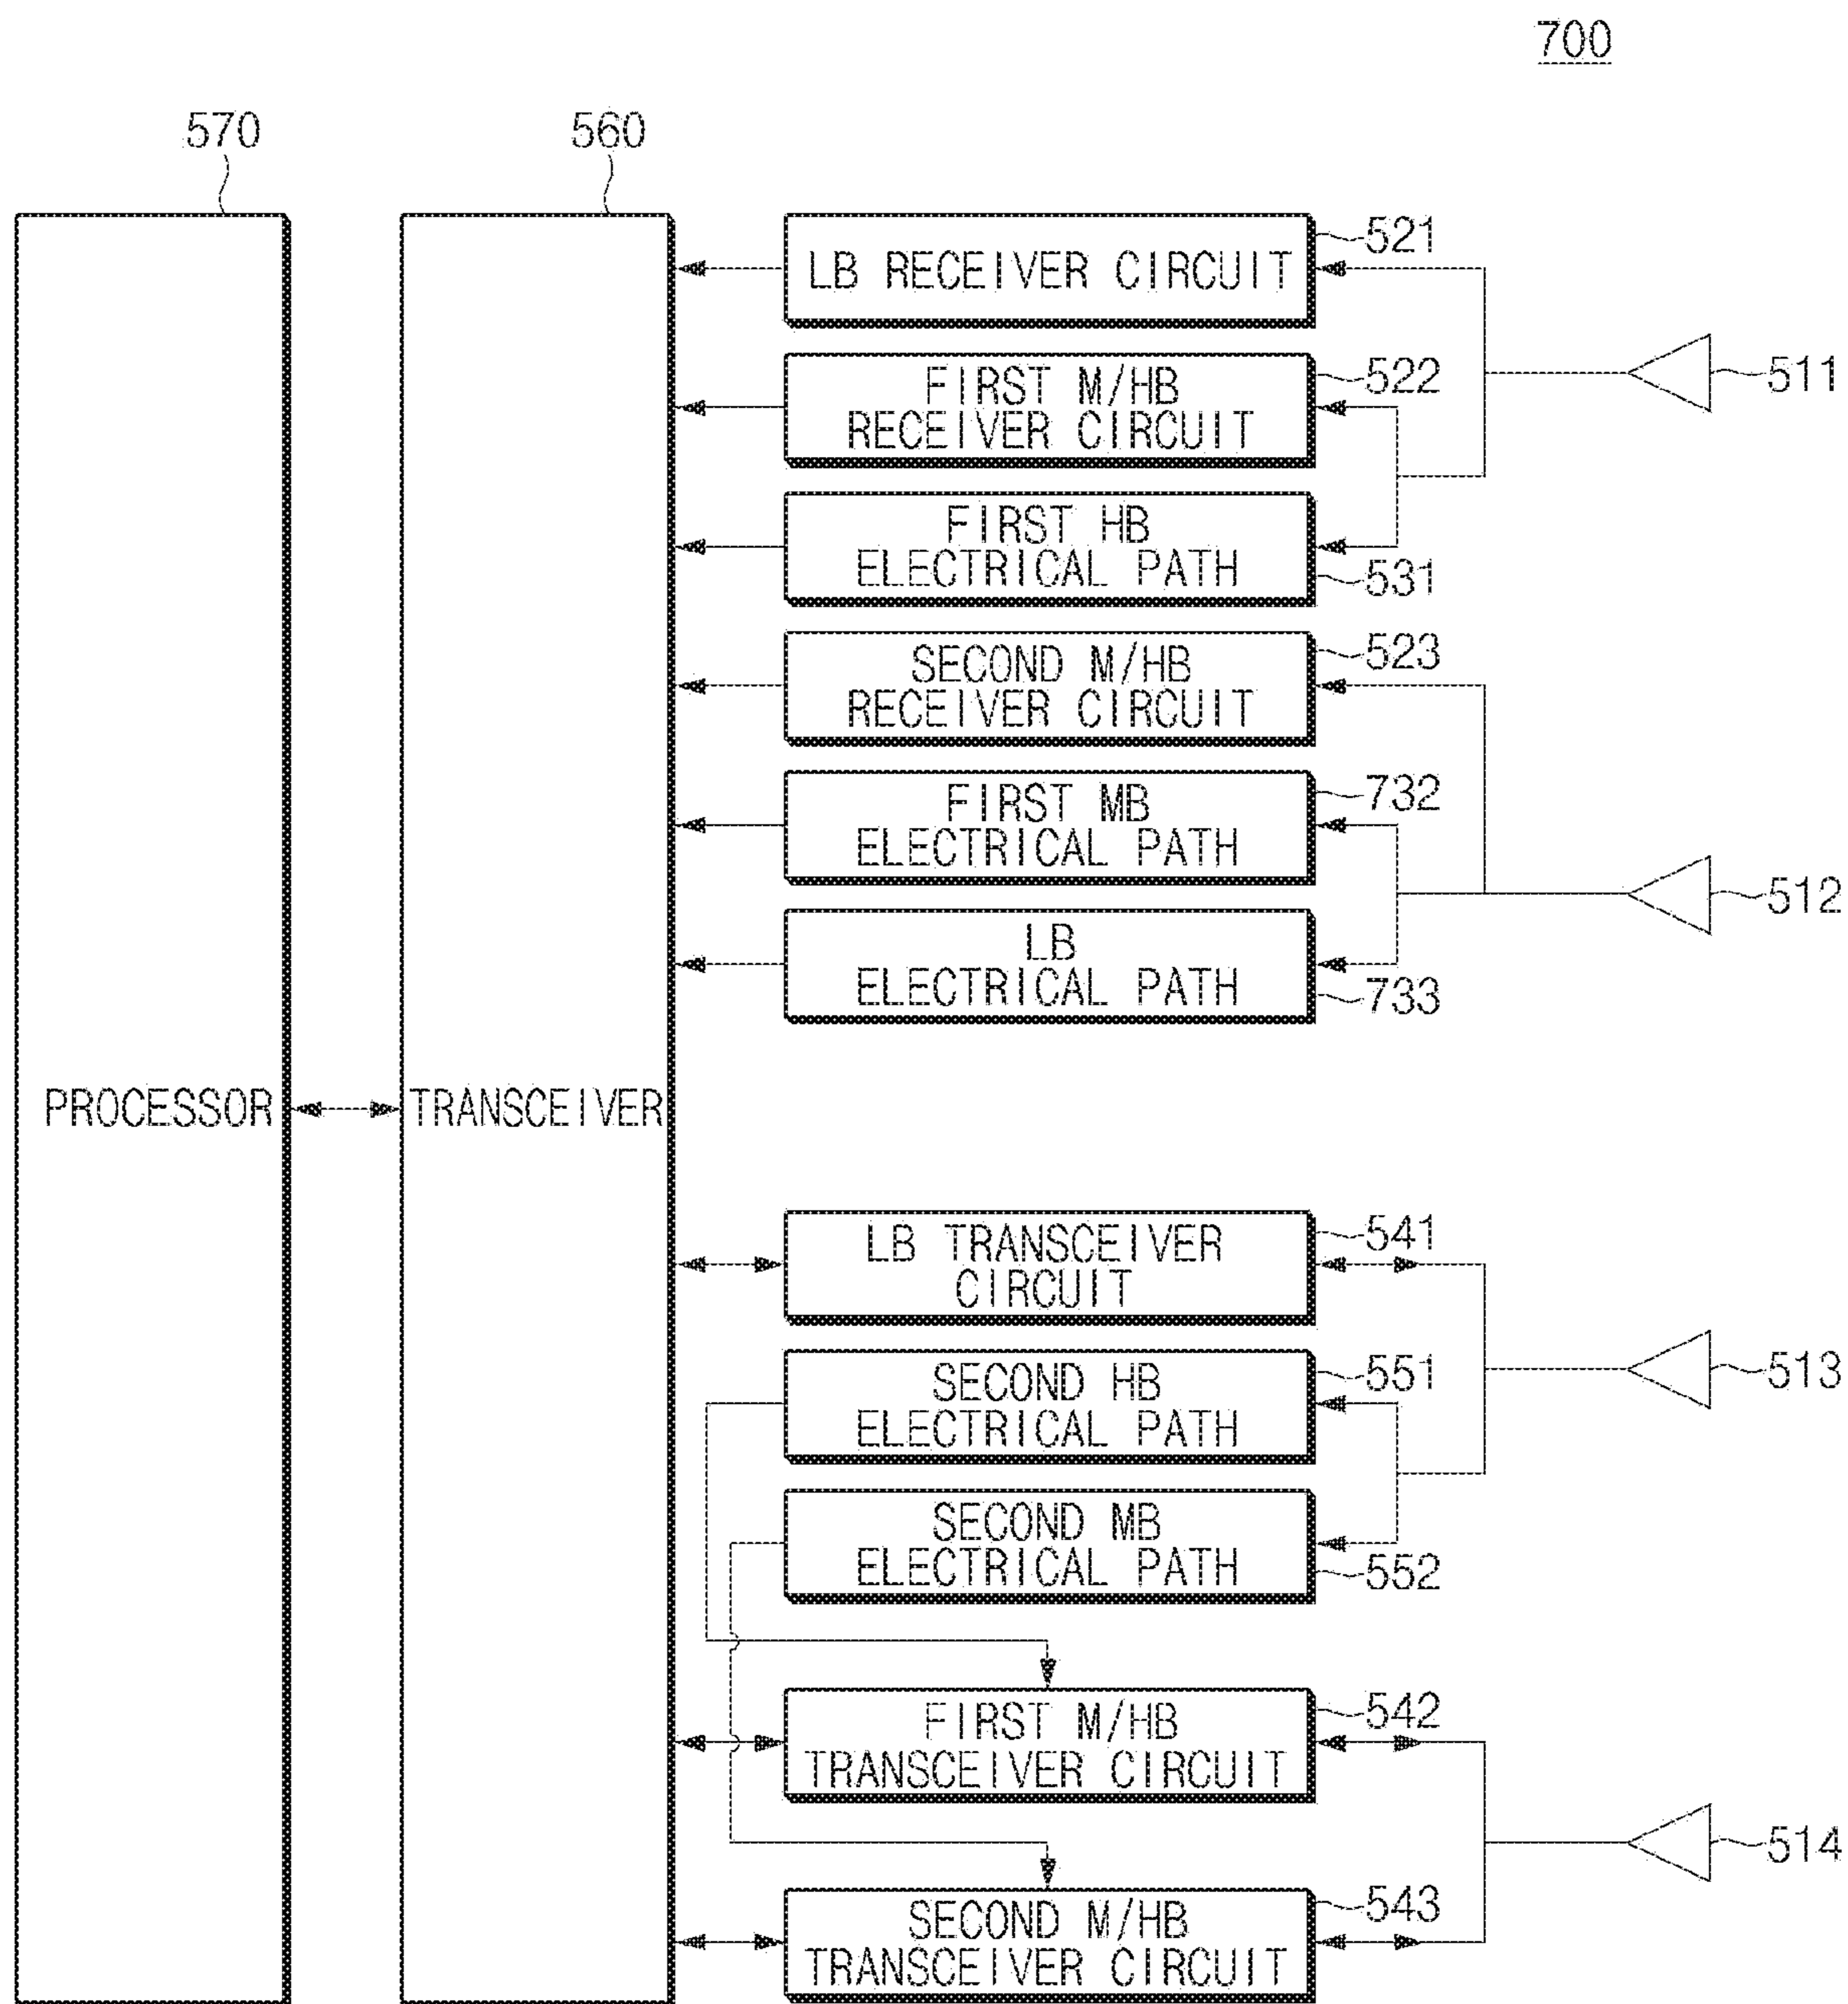 700
570
560
521
LB RECEIVER CIRCUIT
522
FIRST M/HB
RECEIVER CIRCUIT
511
FIRST HB
ELECTRICAL PATH
531
523
SECOND M/HB
RECEIVER CIRCUIT
732
FIRST MB
ELECTRICAL PATH
512
LB
ELECTRICAL PATH
733
PROCESSOR
TRANSCEIVER
541
LB TRANSCEIVER
CIRCUIT
551
513
SECOND HB
ELECTRICAL PATH
SECOND MB
ELECTRICAL PATH
552
542
FIRST M/HB
TRANSCEIVER CIRCUIT
514
543
SECOND M/HB
TRANSCEIVER CIRCUIT